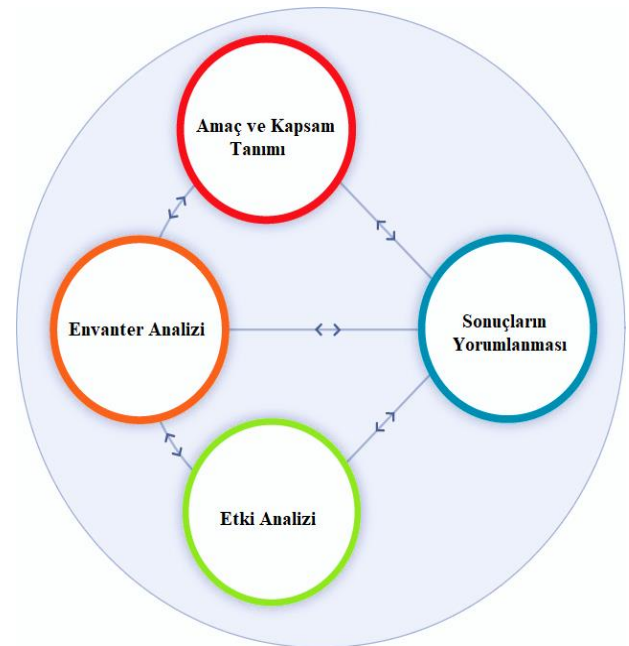 Amaç ve Kapsam
Tanımı
Envanter Analizi
Sonuçların
Yorumlanması
Etki Analizi